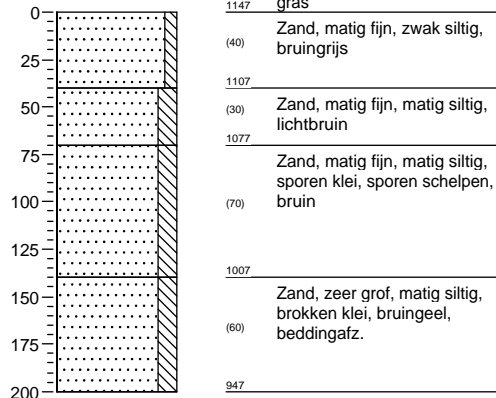 0
25
50
75
100
125
150
175
200
1147 gras
(40) Zand, matig fijn, zwak siltig,
bruingrijs
1107
(30) Zand, matig fijn, matig siltig,
lichtbruin
1077
Zand, matig fijn, matig siltig,
sporen klei, sporen schelpen,
(70) bruin
1007
Zand, zeer grof, matig siltig,
brokken klei, bruingeel,
(60) beddingafz.
947